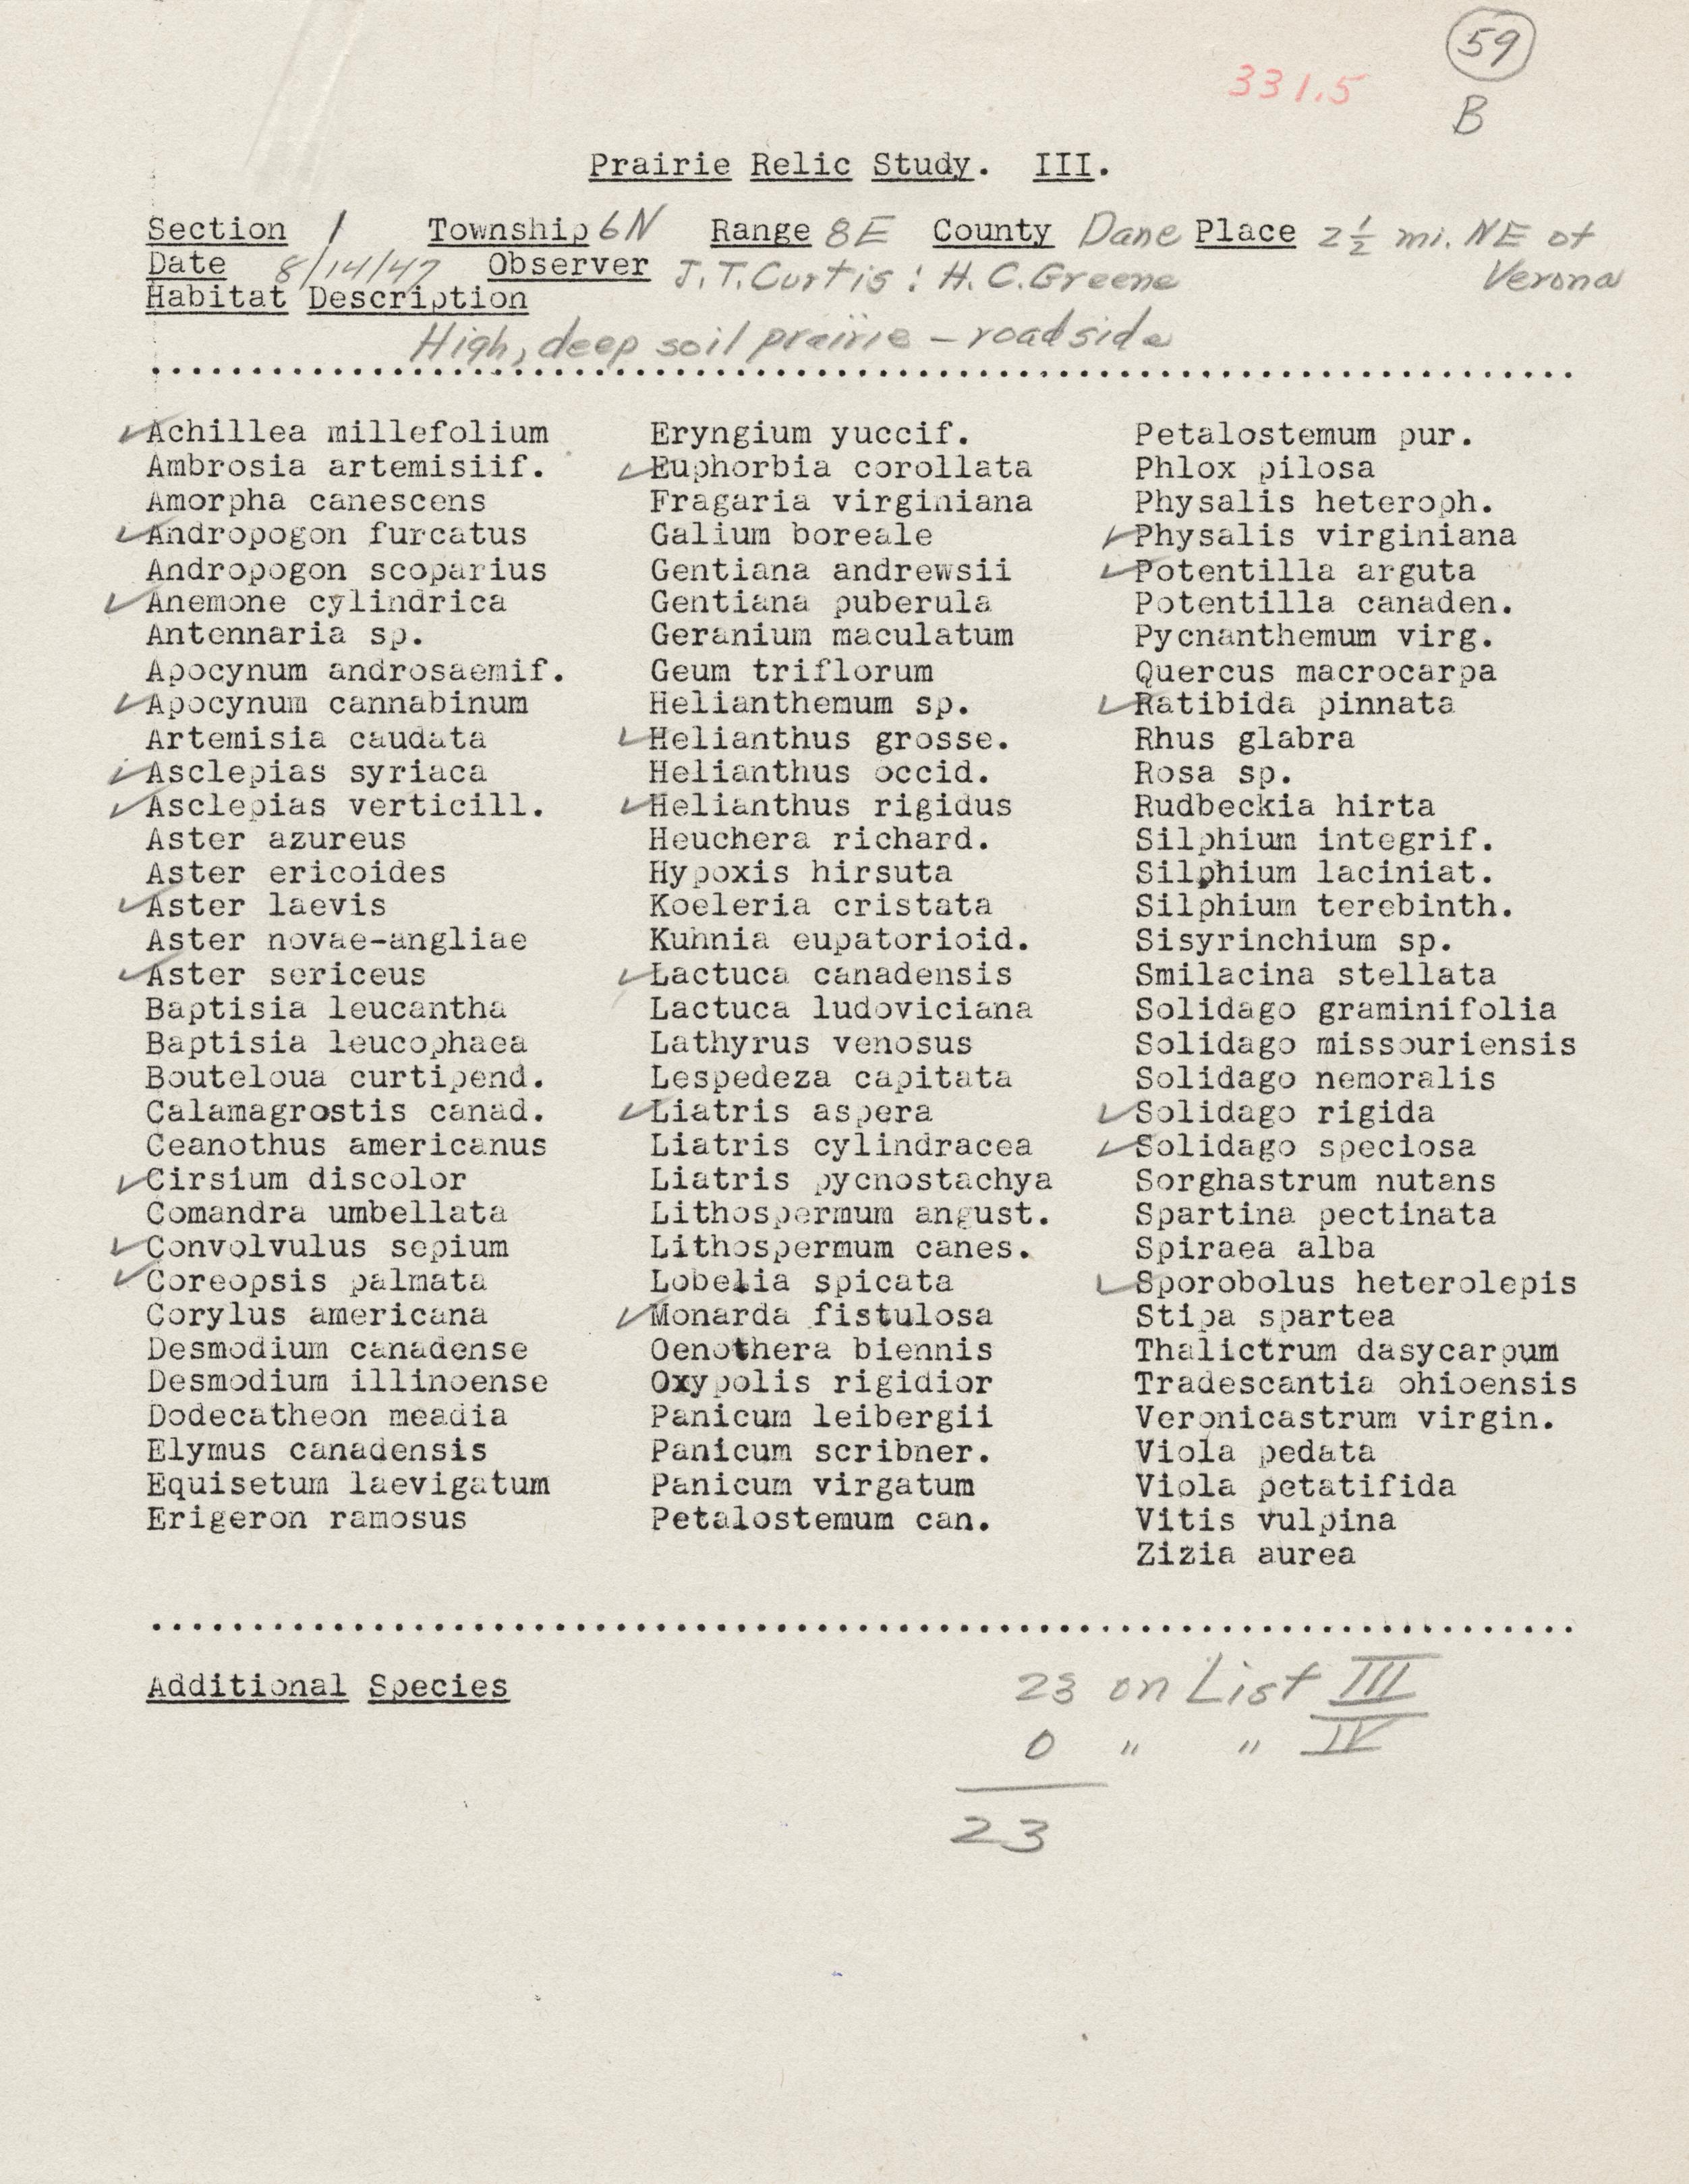 59
331.5
B
Prairie Relic Study. III.
Section 1 Township 6N Range 8E County Dane Place 2½ mi. NE of
Verona
Date 8/14/47 Observer J.T. Curtis : H.C. Greene
Habitat Description
High, deep soil prairie – roadside
✓Achillea millefolium
Ambrosia artemisiif.
Amorpha canescens
✓Andropogon furcatus
Andropogon scoparius
✓Anemone cylindrica
Antennaria sp.
Apocynum androsaemif.
✓Apocynum cannabinum
Artemisia caudata
✓Asclepias syriaca
✓Asclepias verticill.
Aster azureus
Aster ericoides
✓Aster laevis
Aster novae-angliae
✓Aster sericeus
Baptisia leucantha
Baptisia leucophaea
Bouteloua curtipend.
Calamagrostis canad.
Ceanothus americanus
✓Cirsium discolor
Comandra umbellata
✓Convolvulus sepium
✓Coreopsis palmata
Corylus americana
Desmodium canadense
Desmodium illinoense
Dodecatheon meadia
Elymus canadensis
Equisetum laevigatum
Erigeron ramosus
Eryngium yuccif.
✓Euphorbia corollata
Fragaria virginiana
Galium boreale
Gentiana andrewsii
Gentiana puberula
Geranium maculatum
Geum triflorum
Helianthemum sp.
✓Helianthus grosse.
Helianthus occid.
✓Helianthus rigidus
Heuchera richard.
Hypoxis hirsuta
Koeleria cristata
Kuhnia eupatorioid.
✓Lactuca canadensis
Lactuca ludoviciana
Lathyrus venosus
Lespedeza capitata
✓Liatris aspera
Liatris cylindracea
Liatris pycnostachya
Lithospermum angust.
Lithospermum canes.
Lobelia spicata
✓Monarda fistulosa
Oenothera biennis
Oxypolis rigidior
Panicum leibergii
Panicum scribner.
Panicum virgatum
Petalostemum can.
Petalostemum pur.
Phlox pilosa
Physalis heteroph.
✓Physalis virginiana
✓Potentilla arguta
Potentilla canaden.
Pycnanthemum virg.
Quercus macrocarpa
✓Ratibida pinnata
Rhus glabra
Rosa sp.
Rudbeckia hirta
Silphium integrif.
Silphium laciniat.
Silphium terebinth.
Sisyrinchium sp.
Smilacina stellata
Solidago graminifolia
Solidago missouriensis
Solidago nemoralis
✓Solidago rigida
✓Solidago speciosa
Sorghastrum nutans
Spartina pectinata
Spiraea alba
✓Sporobolus heterolepis
Stipa spartea
Thalictrum dasycarpum
Tradescantia ohioensis
Veronicastrum virgin.
Viola pedata
Viola petatifida
Vitis vulpina
Zizia aurea
Additional Species
23 on List III
0 " " IV
23